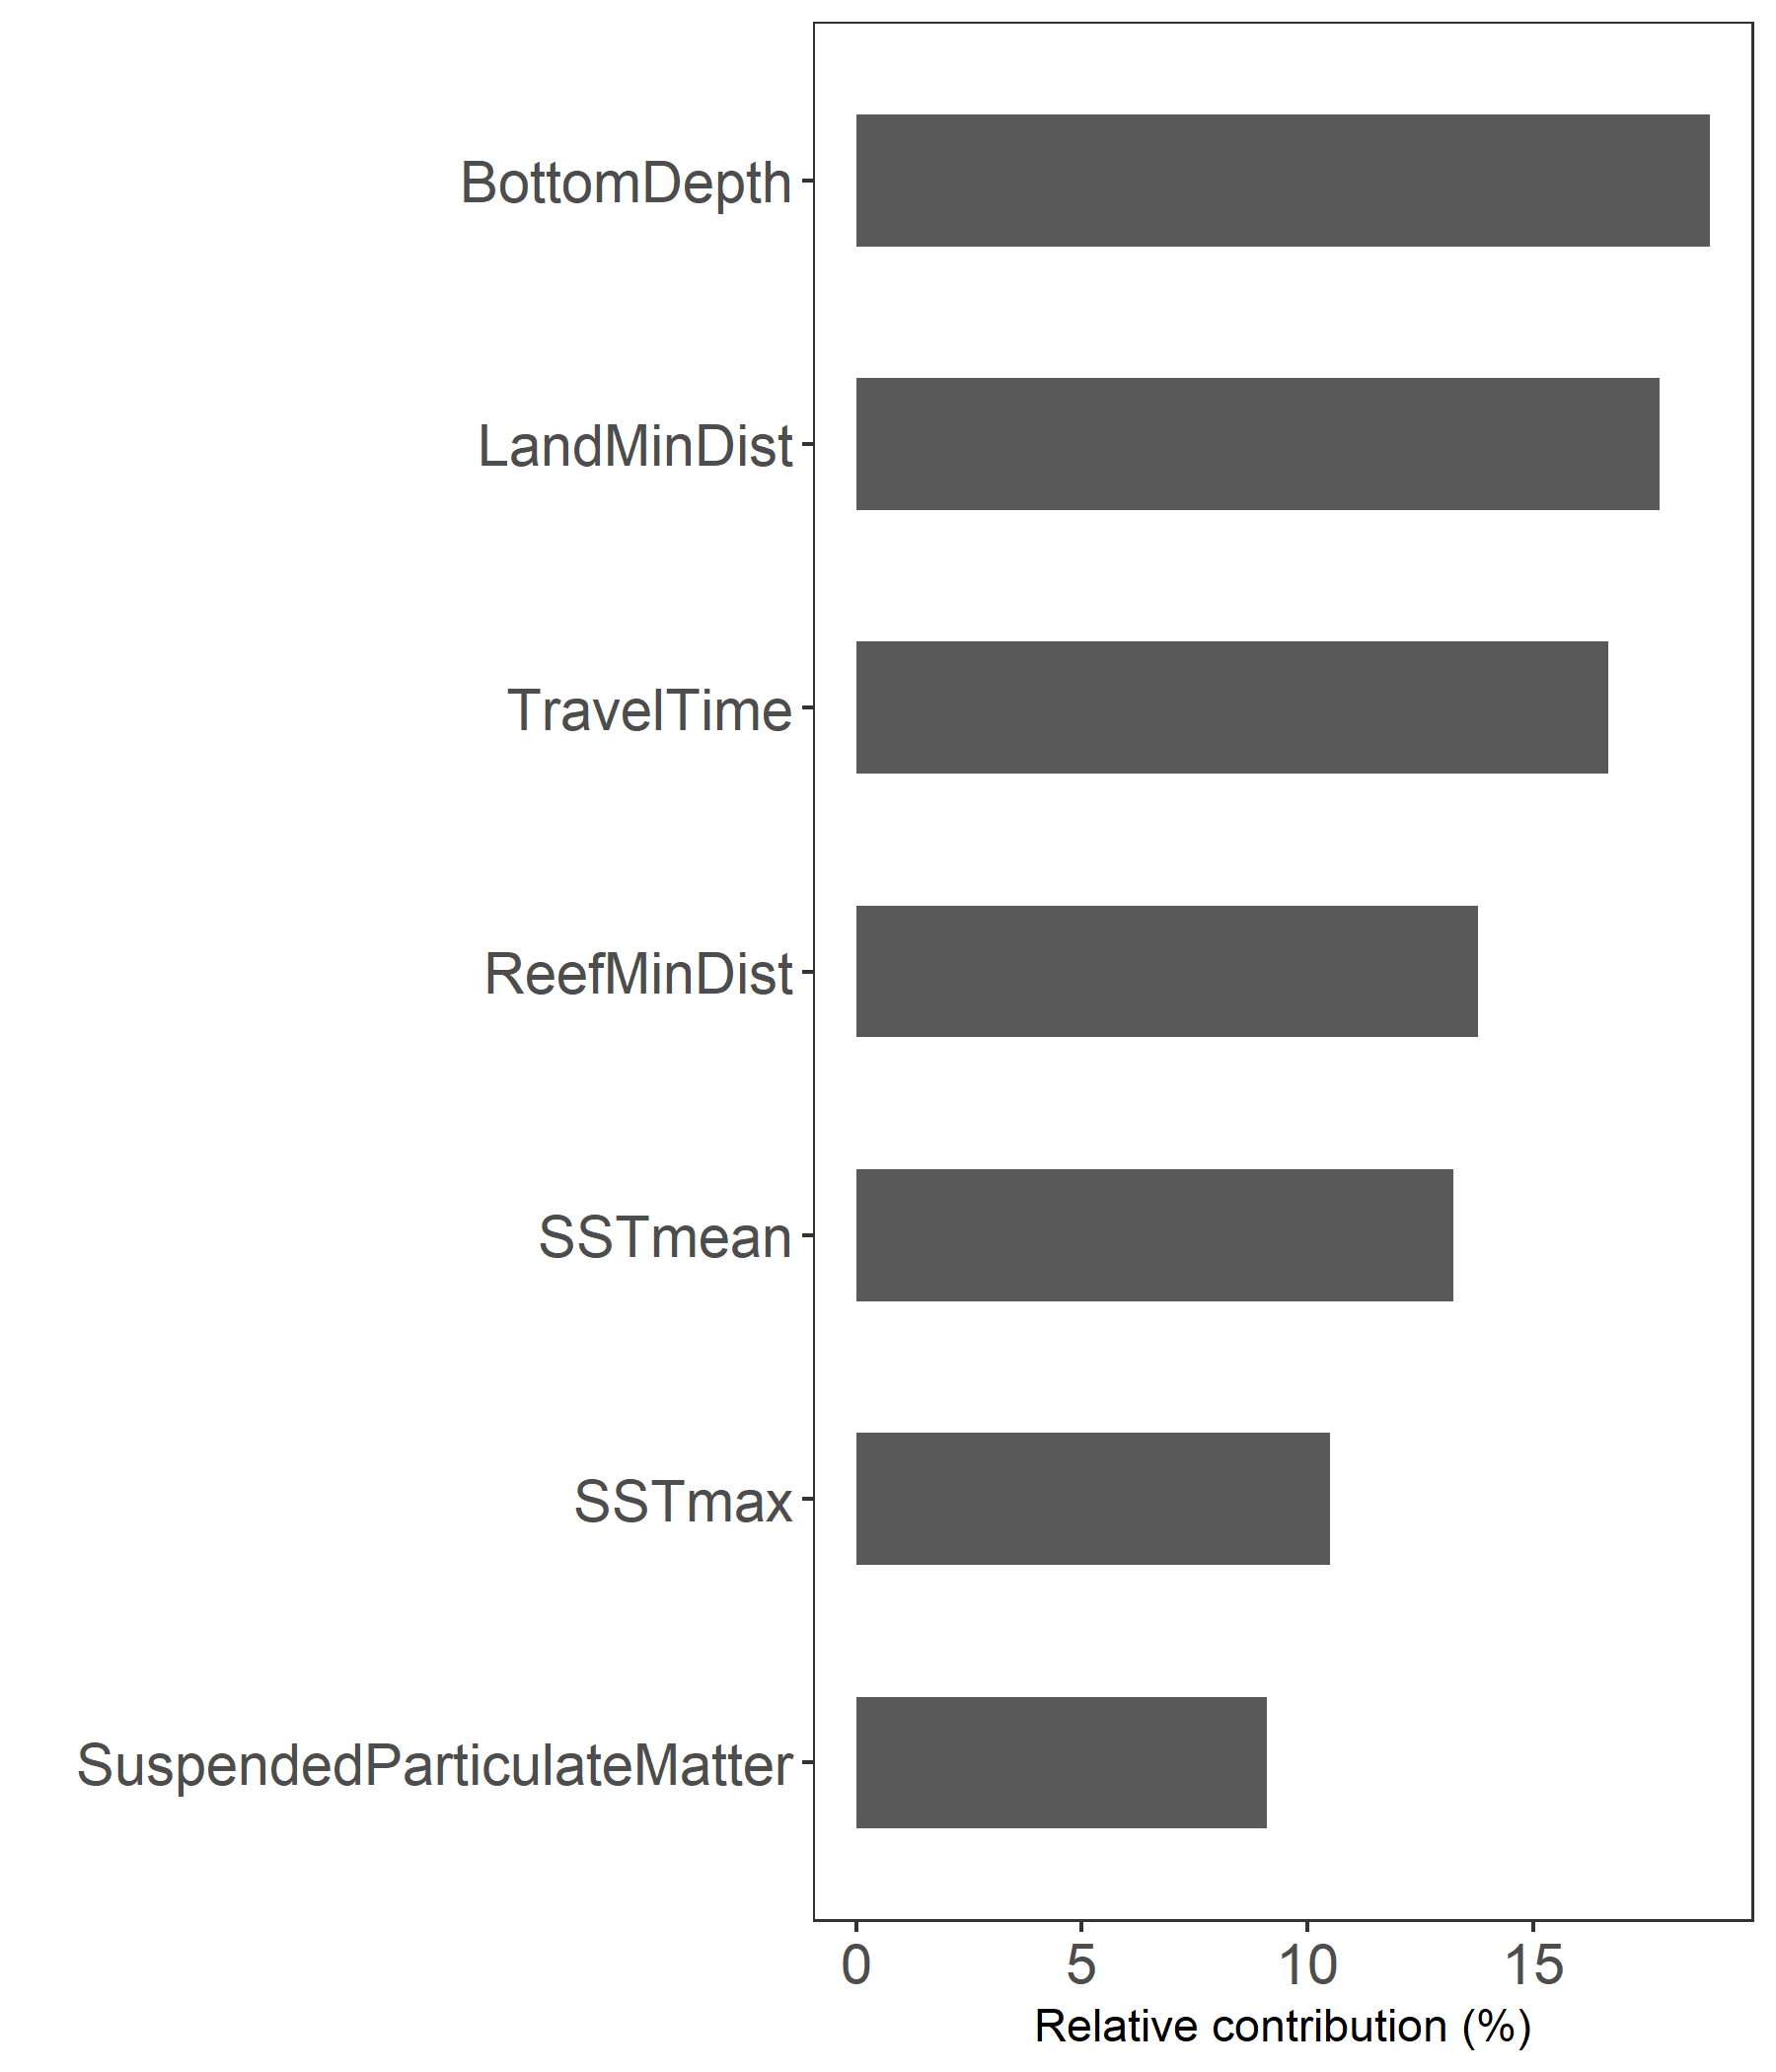 BottomDepth
LandMinDist
TravelTime
ReefMinDist
SSTmean
SSTmax
SuspendedParticulateMatter
0 5 10 15
Relative contribution (%)